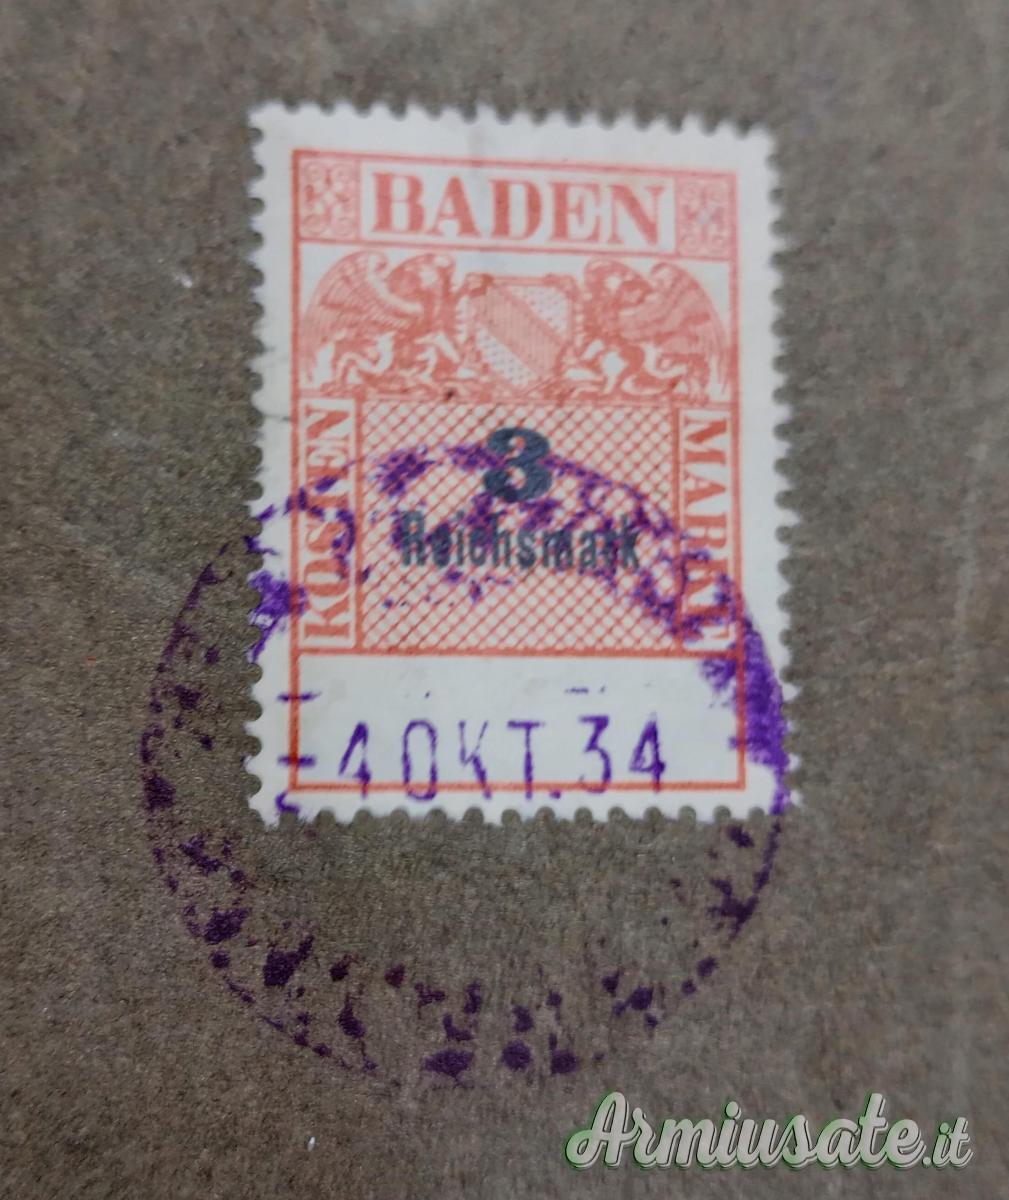 BADEN
KOSTEN
MARKE
3
Reichsmark
-4 OKT. 34
Armiusate.it